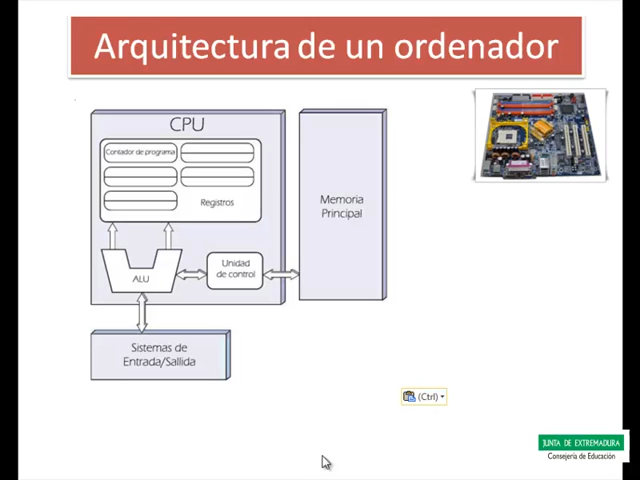 Arquitectura de un ordenador
CPU
Contador de programa
Registros
ALU
Unidad
de control
Memoria
Principal
Sistemas de
Entrada/Sallida
(Ctrl)
JUNTA DE EXTREMADURA
Consejería de Educación